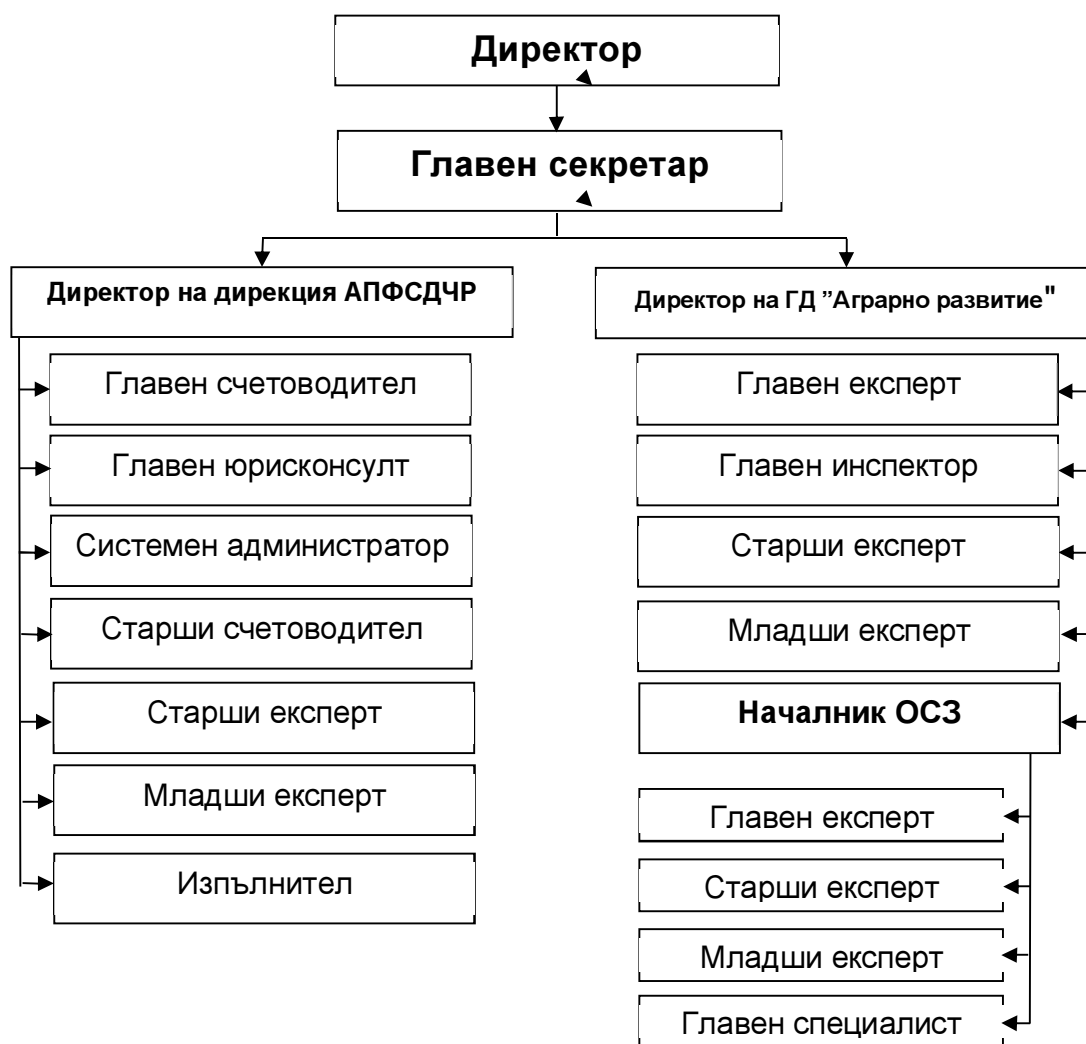 Директор
Главен секретар
Директор на дирекция АПФСДЧР
Главен счетоводител
Главен юрисконсулт
Системен администратор
Старши счетоводител
Старши експерт
Младши експерт
Изпълнител
Директор на ГД ”Аграрно развитие"
Главен експерт
Главен инспектор
Старши експерт
Младши експерт
Началник ОСЗ
Главен експерт
Старши експерт
Младши експерт
Главен специалист